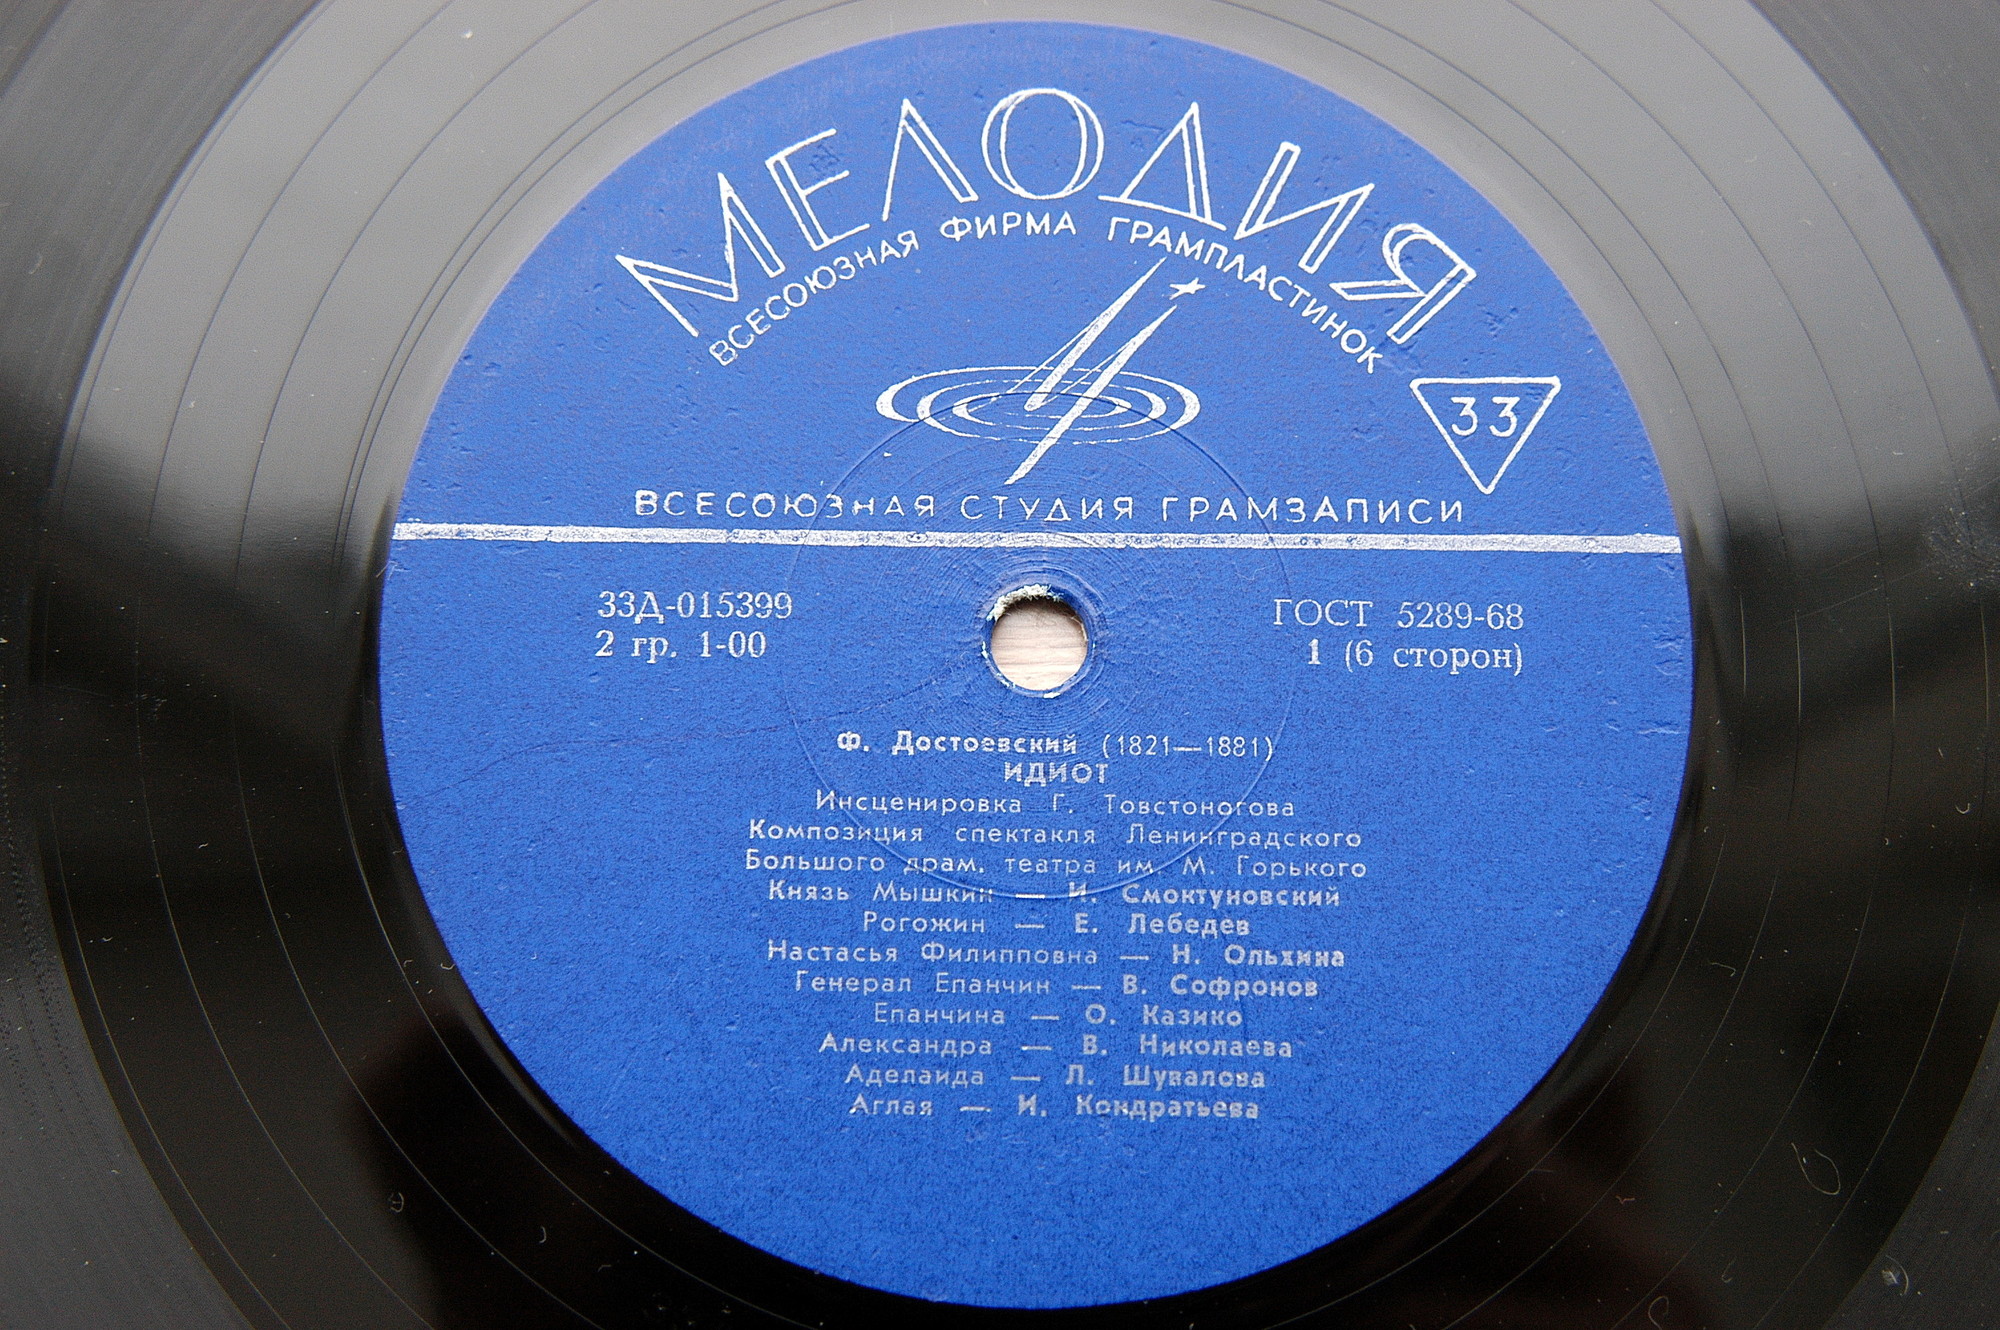 МЕЛОДИЯ
ВСЕСОЮЗНАЯ ФИРМА ГРАМПЛАСТИНОК
33
ВСЕСОЮЗНАЯ СТУДИЯ ГРАМЗАПИСИ
33Д-015399
2 гр. 1-00
ГОСТ 5289-68
1 (6 сторон)
Ф. Достоевский (1821—1881)
ИДИОТ
Инсценировка Г. Товстоногова
Композиция спектакля Ленинградского
Большого драм. театра им. М. Горького
Князь Мышкин — И. Смоктуновский
Рогожин — Е. Лебедев
Настасья Филипповна — Н. Ольхина
Генерал Епанчин — В. Софронов
Епанчина — О. Казико
Александра — В. Николаева
Аделаида — Л. Шувалова
Аглая — И. Кондратьева